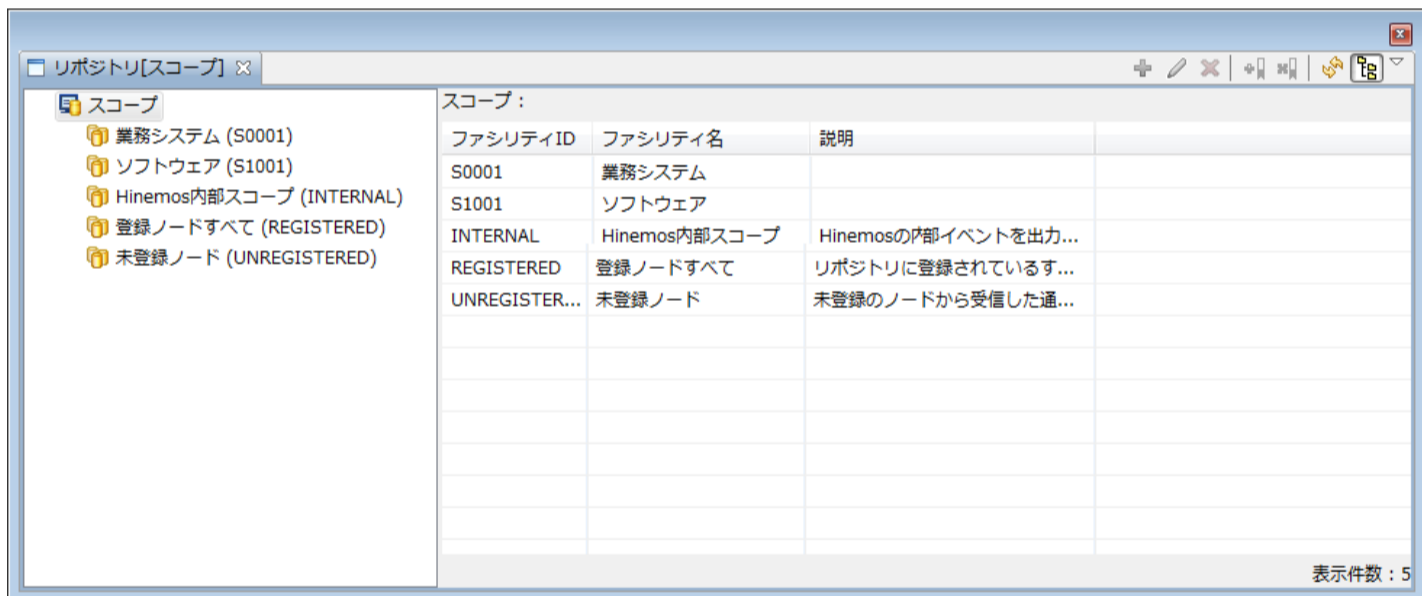 リポジトリ[スコープ]
スコープ
業務システム (S0001)
ソフトウェア (S1001)
Hinemos内部スコープ (INTERNAL)
登録ノードすべて (REGISTERED)
未登録ノード (UNREGISTERED)
スコープ：
ファシリティID ファシリティ名 説明
S0001 業務システム
S1001 ソフトウェア
INTERNAL Hinemos内部スコープ Hinemosの内部イベントを出力...
REGISTERED 登録ノードすべて リポジトリに登録されているす...
UNREGISTER... 未登録ノード 未登録のノードから受信した通...
表示件数：5